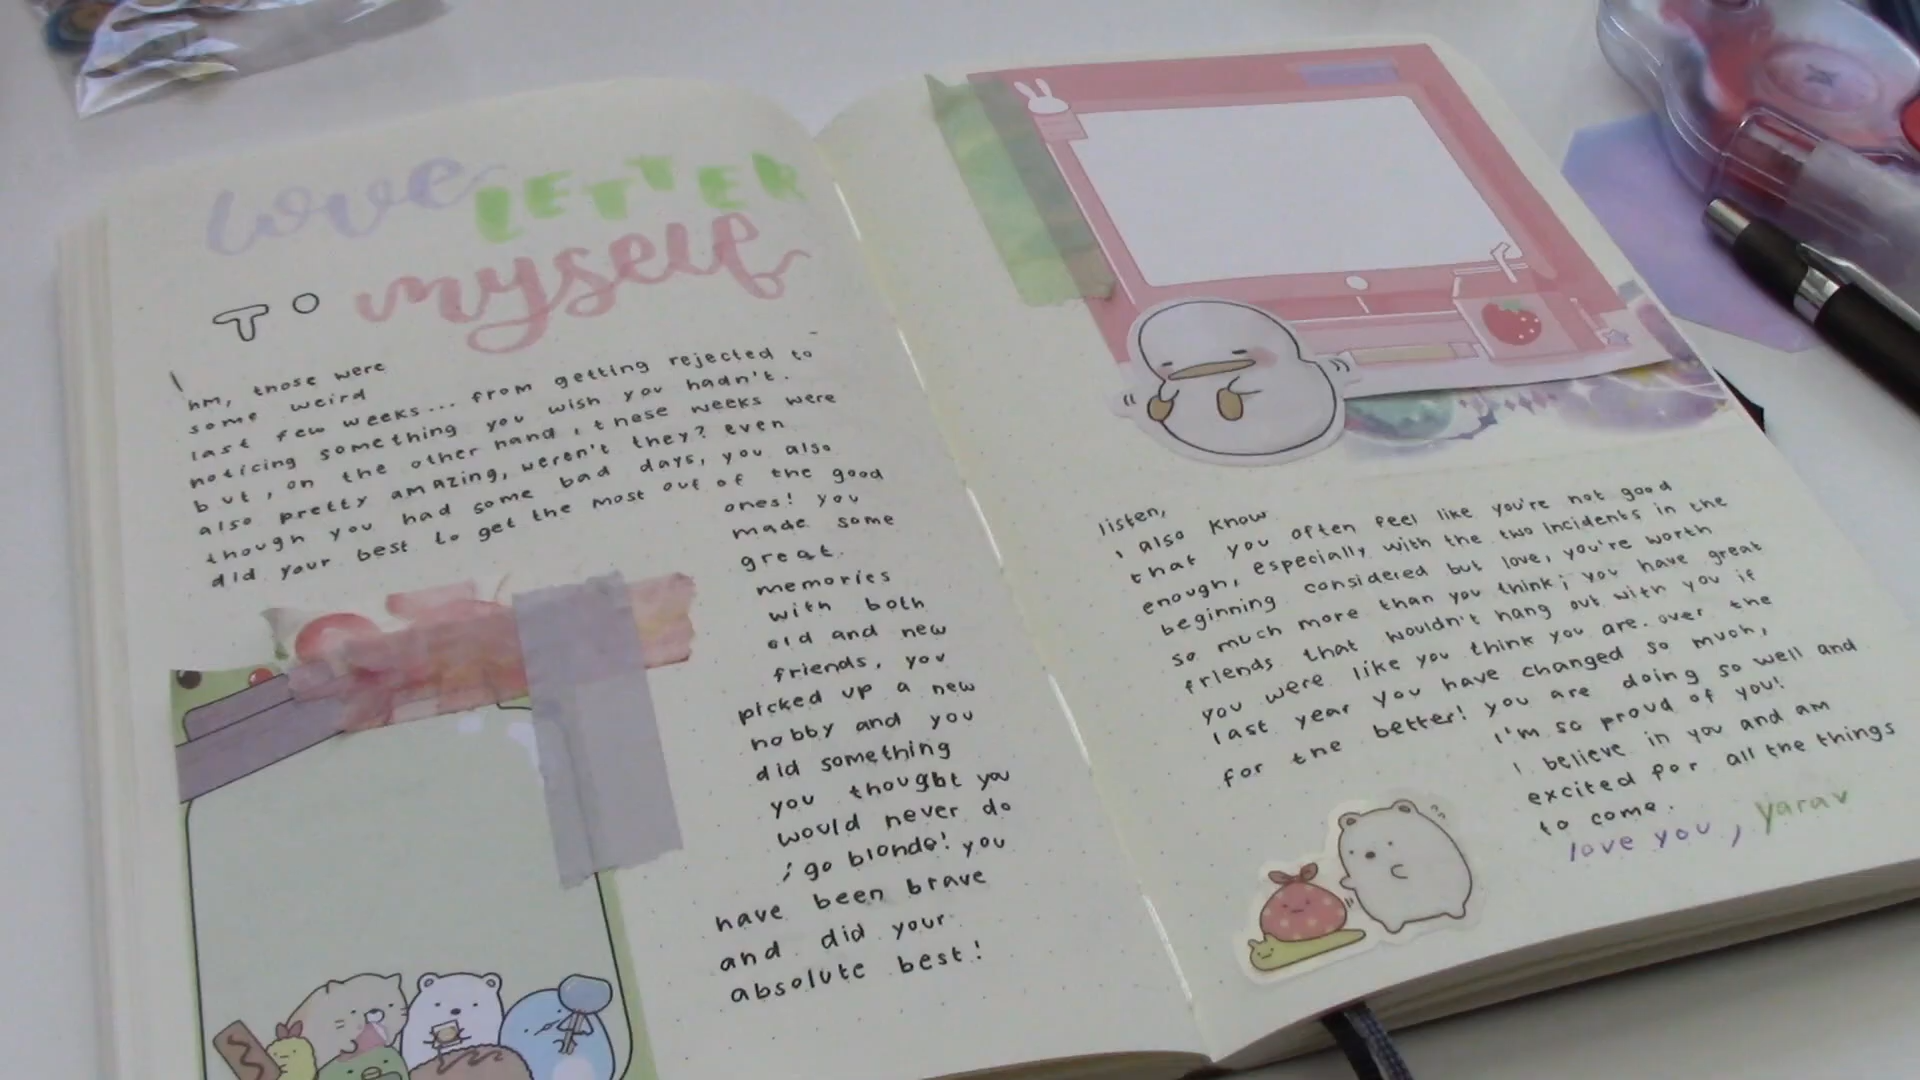 love LETTER
TO myself
hm, those were
some weird
last few weeks... from getting rejected to
noticing something you wish you hadn't.
but, on the other hand, these weeks were
also pretty amazing, weren't they? even
though you had some bad days, you also
did your best to get the most out of the good
ones! you
made some
great
memories
with both
old and new
friends, you
picked up a new
hobby and you
did something
you thought you
would never do
; go blonde! you
have been brave
and did your
absolute best!
listen,
i also know
that you often feel like you're not good
enough, especially with the two incidents in the
beginning considered but love, you're worth
so much more than you think; you have great
friends that wouldn't hang out with you if
you were like you think you are. over the
last year you have changed so much,
for the better! you are doing so well and
i'm so proud of you!
i believe in you and am
excited for all the things
to come.
love you, yarav